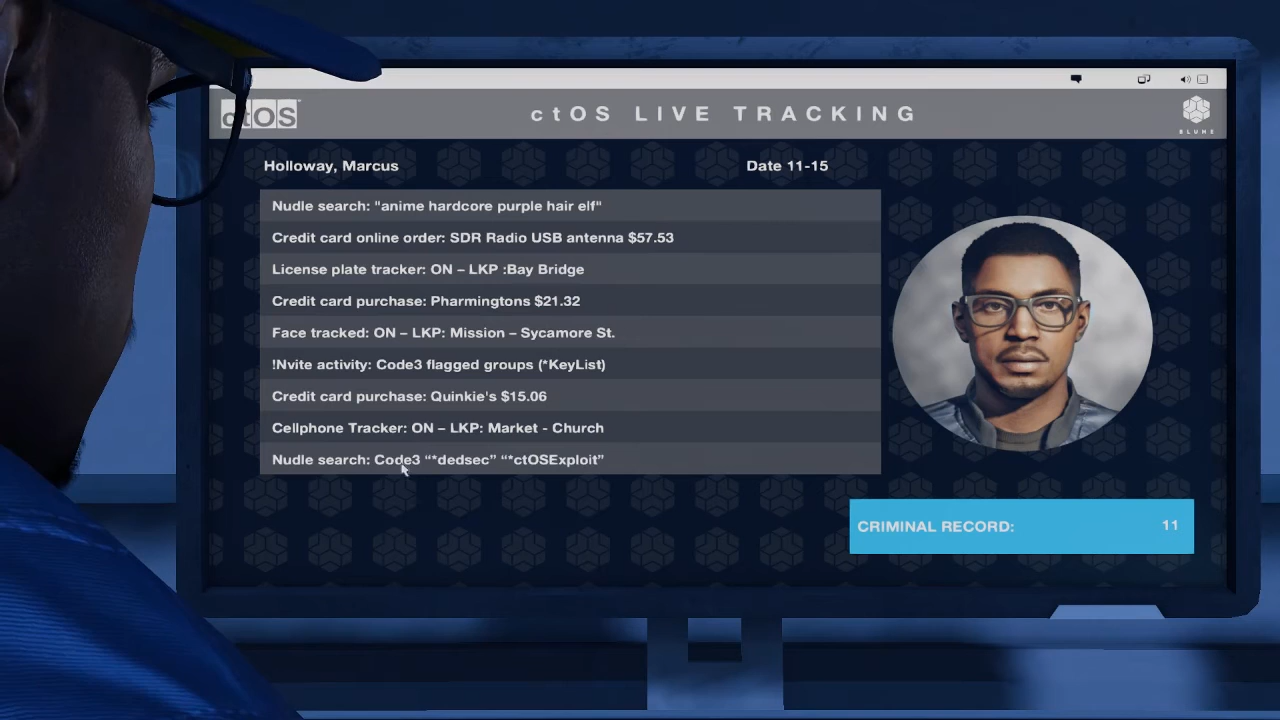 ctOS
ctOS LIVE TRACKING
BLUME
Holloway, Marcus
Date 11-15
Nudle search: "anime hardcore purple hair elf"
Credit card online order: SDR Radio USB antenna $57.53
License plate tracker: ON – LKP :Bay Bridge
Credit card purchase: Pharmingtons $21.32
Face tracked: ON – LKP: Mission – Sycamore St.
!Nvite activity: Code3 flagged groups (*KeyList)
Credit card purchase: Quinkie's $15.06
Cellphone Tracker: ON – LKP: Market - Church
Nudle search: Code3 “*dedsec” “*ctOSExploit”
CRIMINAL RECORD: 11